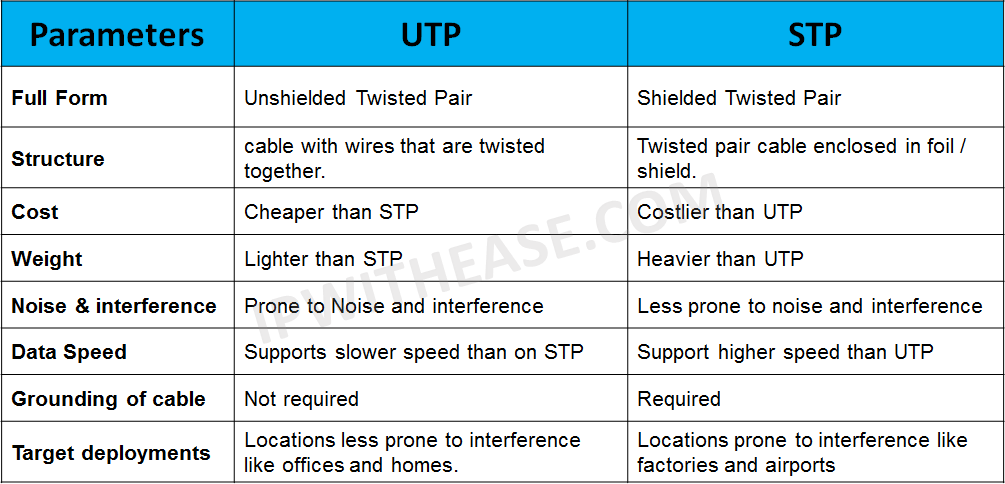 Parameters UTP STP
Full Form Unshielded Twisted Pair Shielded Twisted Pair
Structure cable with wires that are twisted together. Twisted pair cable enclosed in foil / shield.
Cost Cheaper than STP Costlier than UTP
Weight Lighter than STP Heavier than UTP
Noise & interference Prone to Noise and interference Less prone to noise and interference
Data Speed Supports slower speed than on STP Support higher speed than UTP
Grounding of cable Not required Required
Target deployments Locations less prone to interference like offices and homes. Locations prone to interference like factories and airports
IPWITHEASE.COM